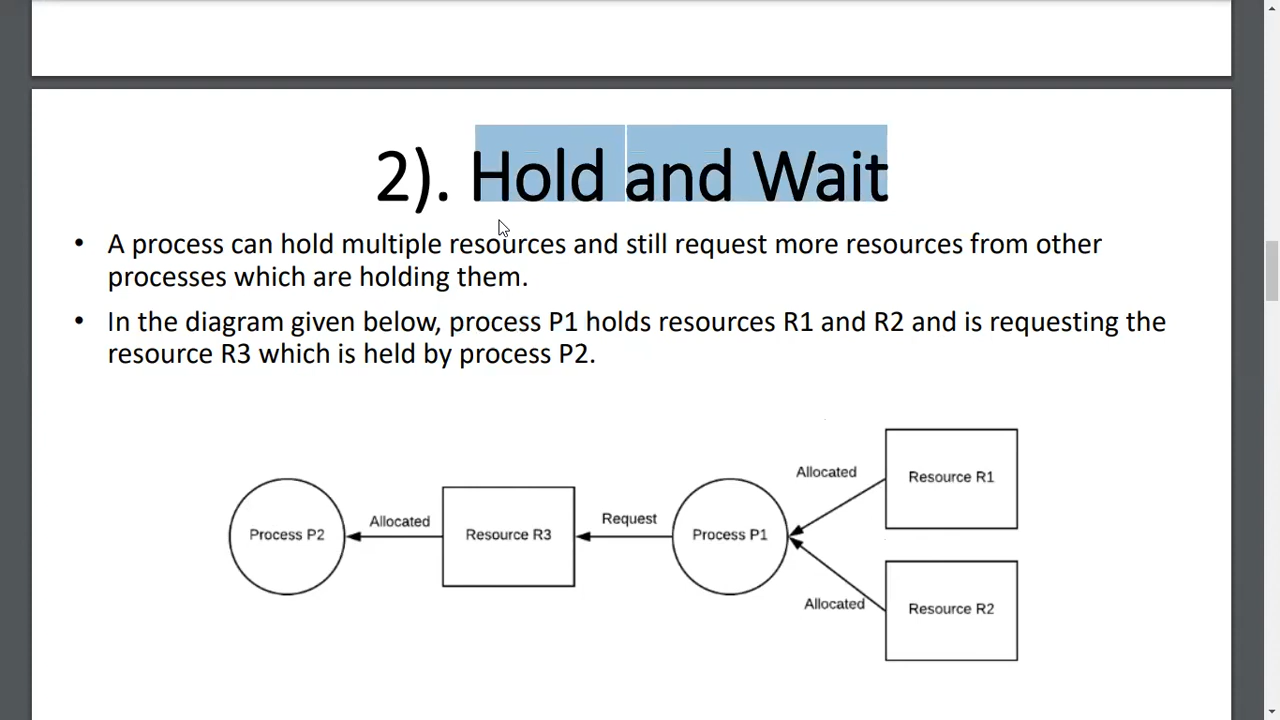 2). Hold and Wait
• A process can hold multiple resources and still request more resources from other
processes which are holding them.
• In the diagram given below, process P1 holds resources R1 and R2 and is requesting the
resource R3 which is held by process P2.
Allocated
Resource R1
Process P2
Allocated
Resource R3
Request
Process P1
Allocated
Resource R2